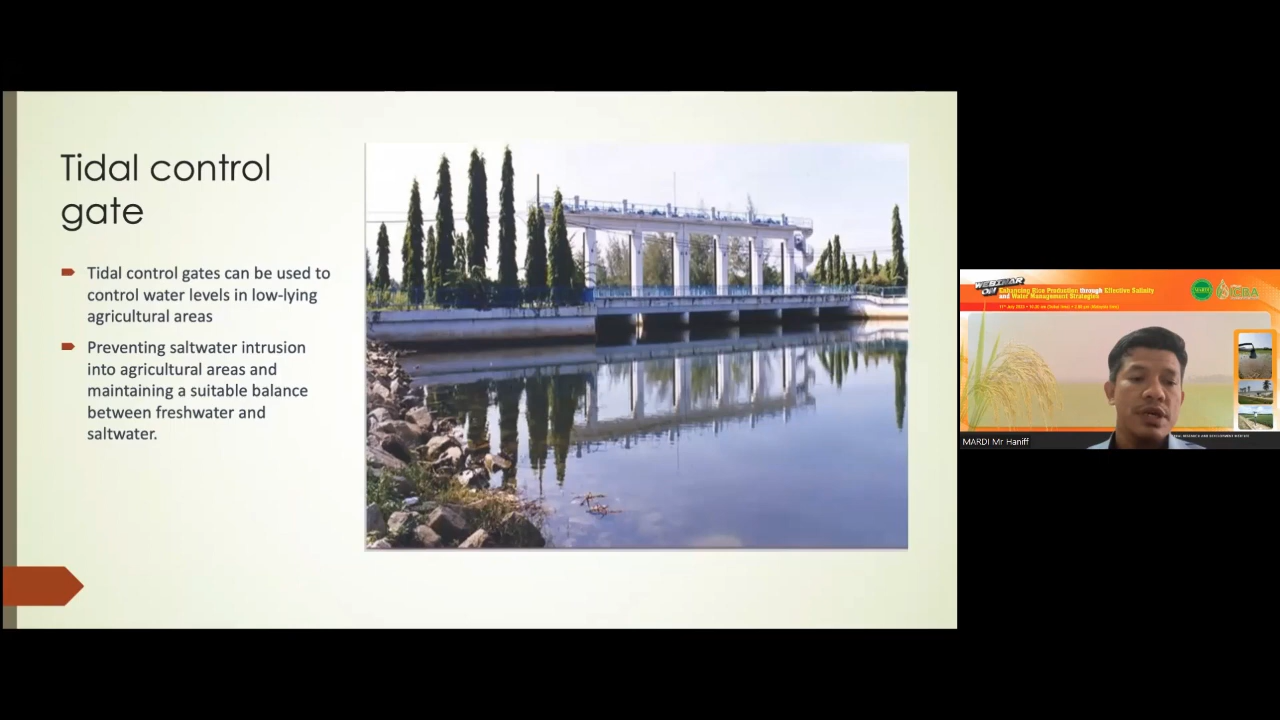 Tidal control
gate
Tidal control gates can be used to
control water levels in low-lying
agricultural areas
Preventing saltwater intrusion
into agricultural areas and
maintaining a suitable balance
between freshwater and
saltwater.
WEBINAR
ON
Enhancing Rice Production through Effective Salinity
and Water Management Strategies
MARDI Mr Haniff